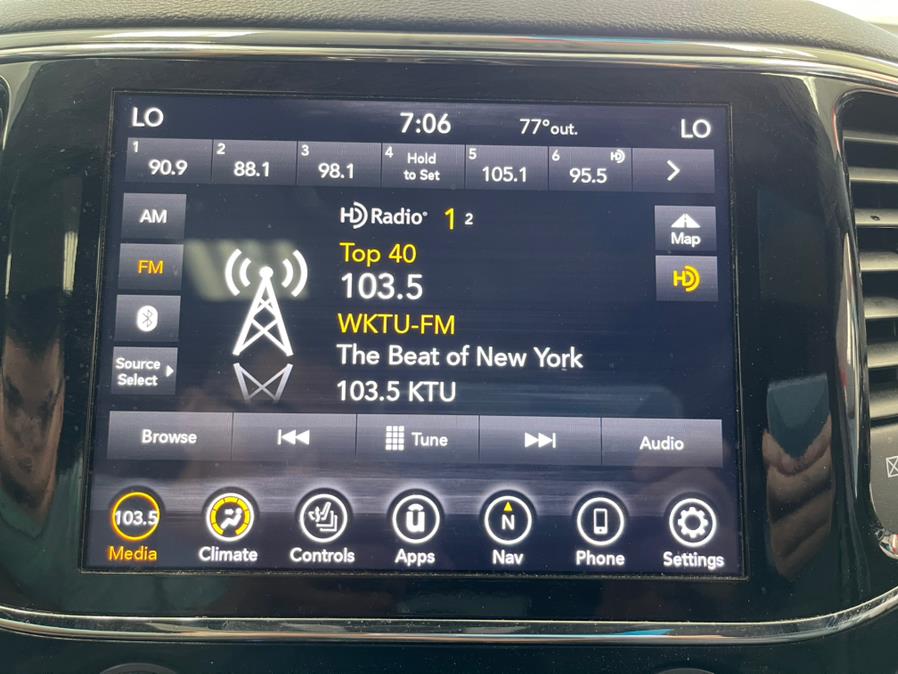 LO 7:06 77°out. LO
1 90.9 2 88.1 3 98.1 4 Hold to Set 5 105.1 6 95.5 HD
AM
HD Radio 1 2
Map
FM
Top 40
HD
103.5
WKTU-FM
The Beat of New York
Source
Select
103.5 KTU
Browse Tune Audio
103.5 N
Media Climate Controls Apps Nav Phone Settings